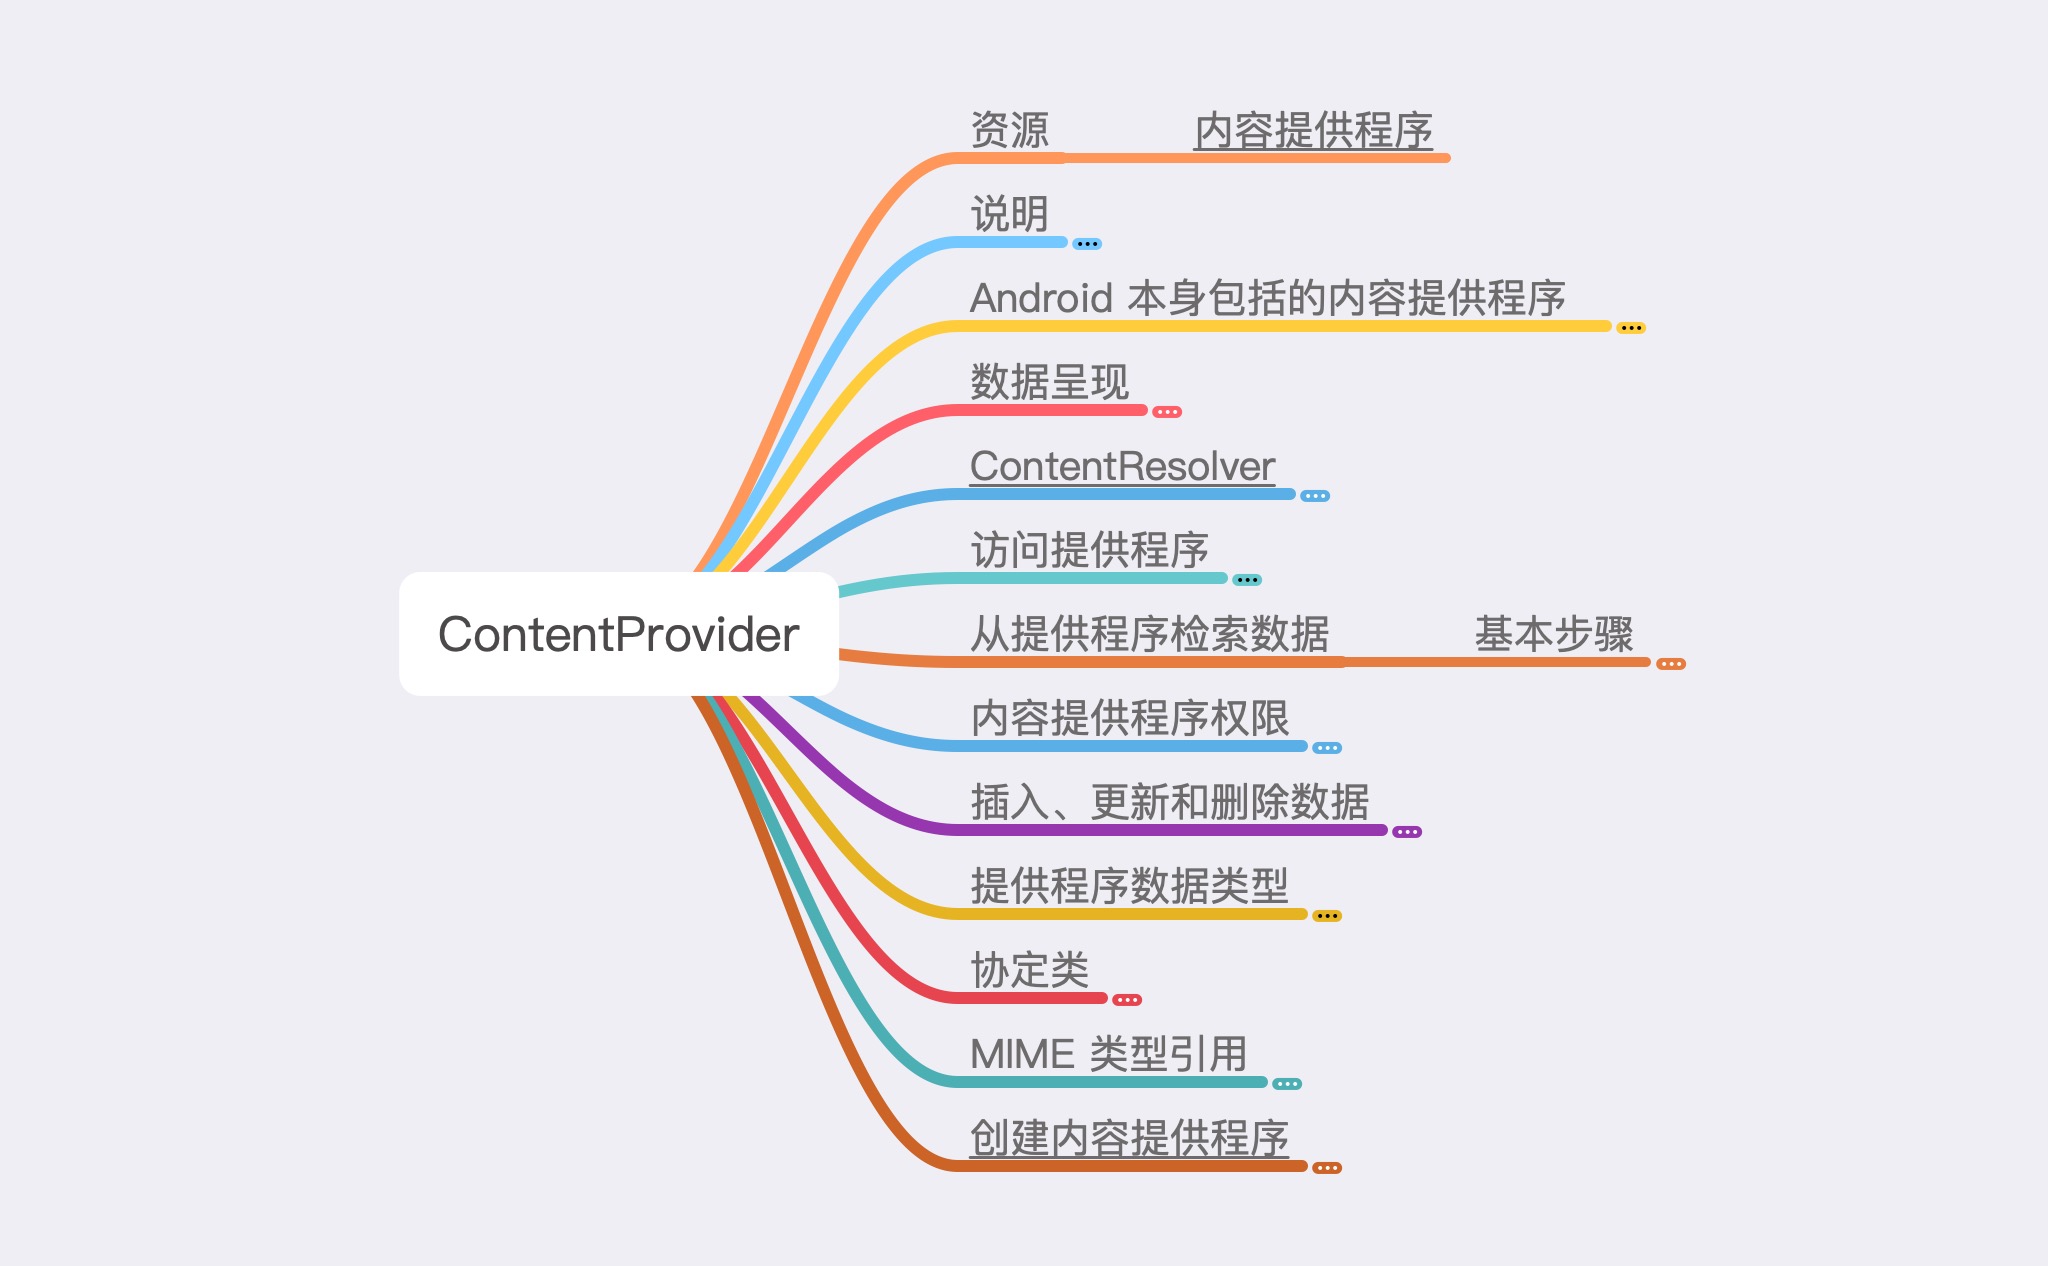 资源
内容提供程序
说明
Android 本身包括的内容提供程序
数据呈现
ContentResolver
访问提供程序
ContentProvider
从提供程序检索数据
基本步骤
内容提供程序权限
插入、更新和删除数据
提供程序数据类型
协定类
MIME 类型引用
创建内容提供程序